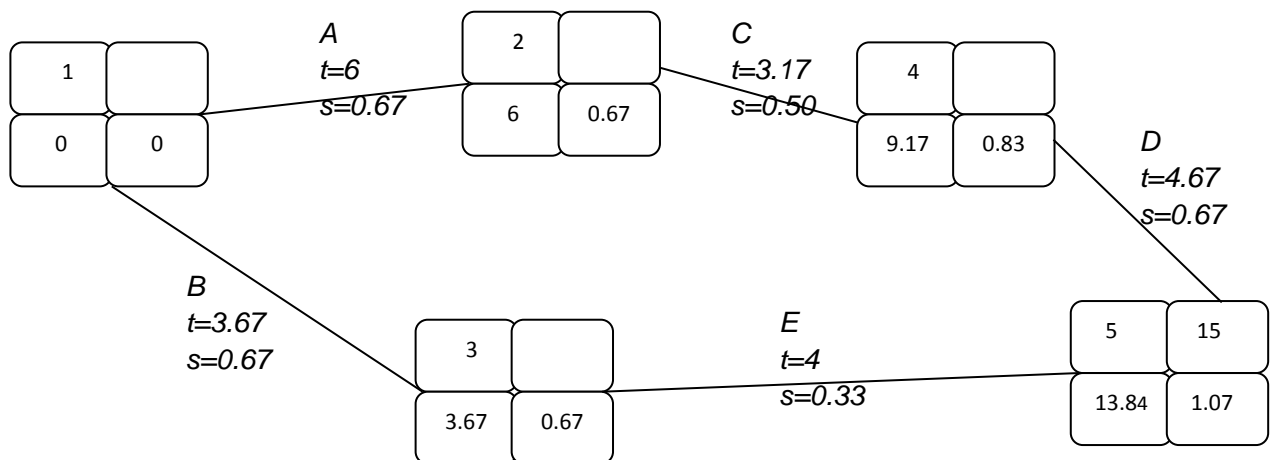 A
t=6
s=0.67
C
t=3.17
s=0.50
1
0 0
2
6 0.67
4
9.17 0.83
D
t=4.67
s=0.67
B
t=3.67
s=0.67
3
3.67 0.67
E
t=4
s=0.33
5 15
13.84 1.07